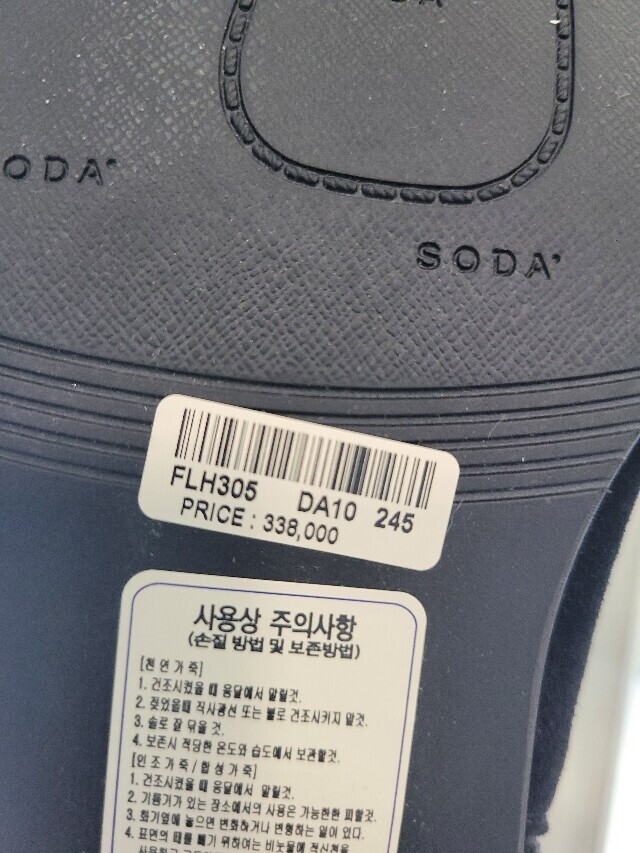 ODA'
SODA'
FLH305 DA10 245
PRICE : 338,000
사용상 주의사항
(손질 방법 및 보존방법)
[천 연 가 죽]
1. 건조시켰을 때 응달에서 말릴것.
2. 젖었을때 직사광선 또는 불로 건조시키지 말것.
3. 솔로 잘 닦을 것.
4. 보존시 적당한 온도와 습도에서 보관할것.
[인 조 가 죽 / 합 성 가 죽]
1. 건조시켰을 때 응달에서 말릴것.
2. 기름기가 있는 장소에서의 사용은 가능한한 피할것.
3. 화기옆에 놓으면 변화하거나 변형하는 일이 있다.
4. 표면의 때를 빼기 위하여는 비눗물에 적신천을